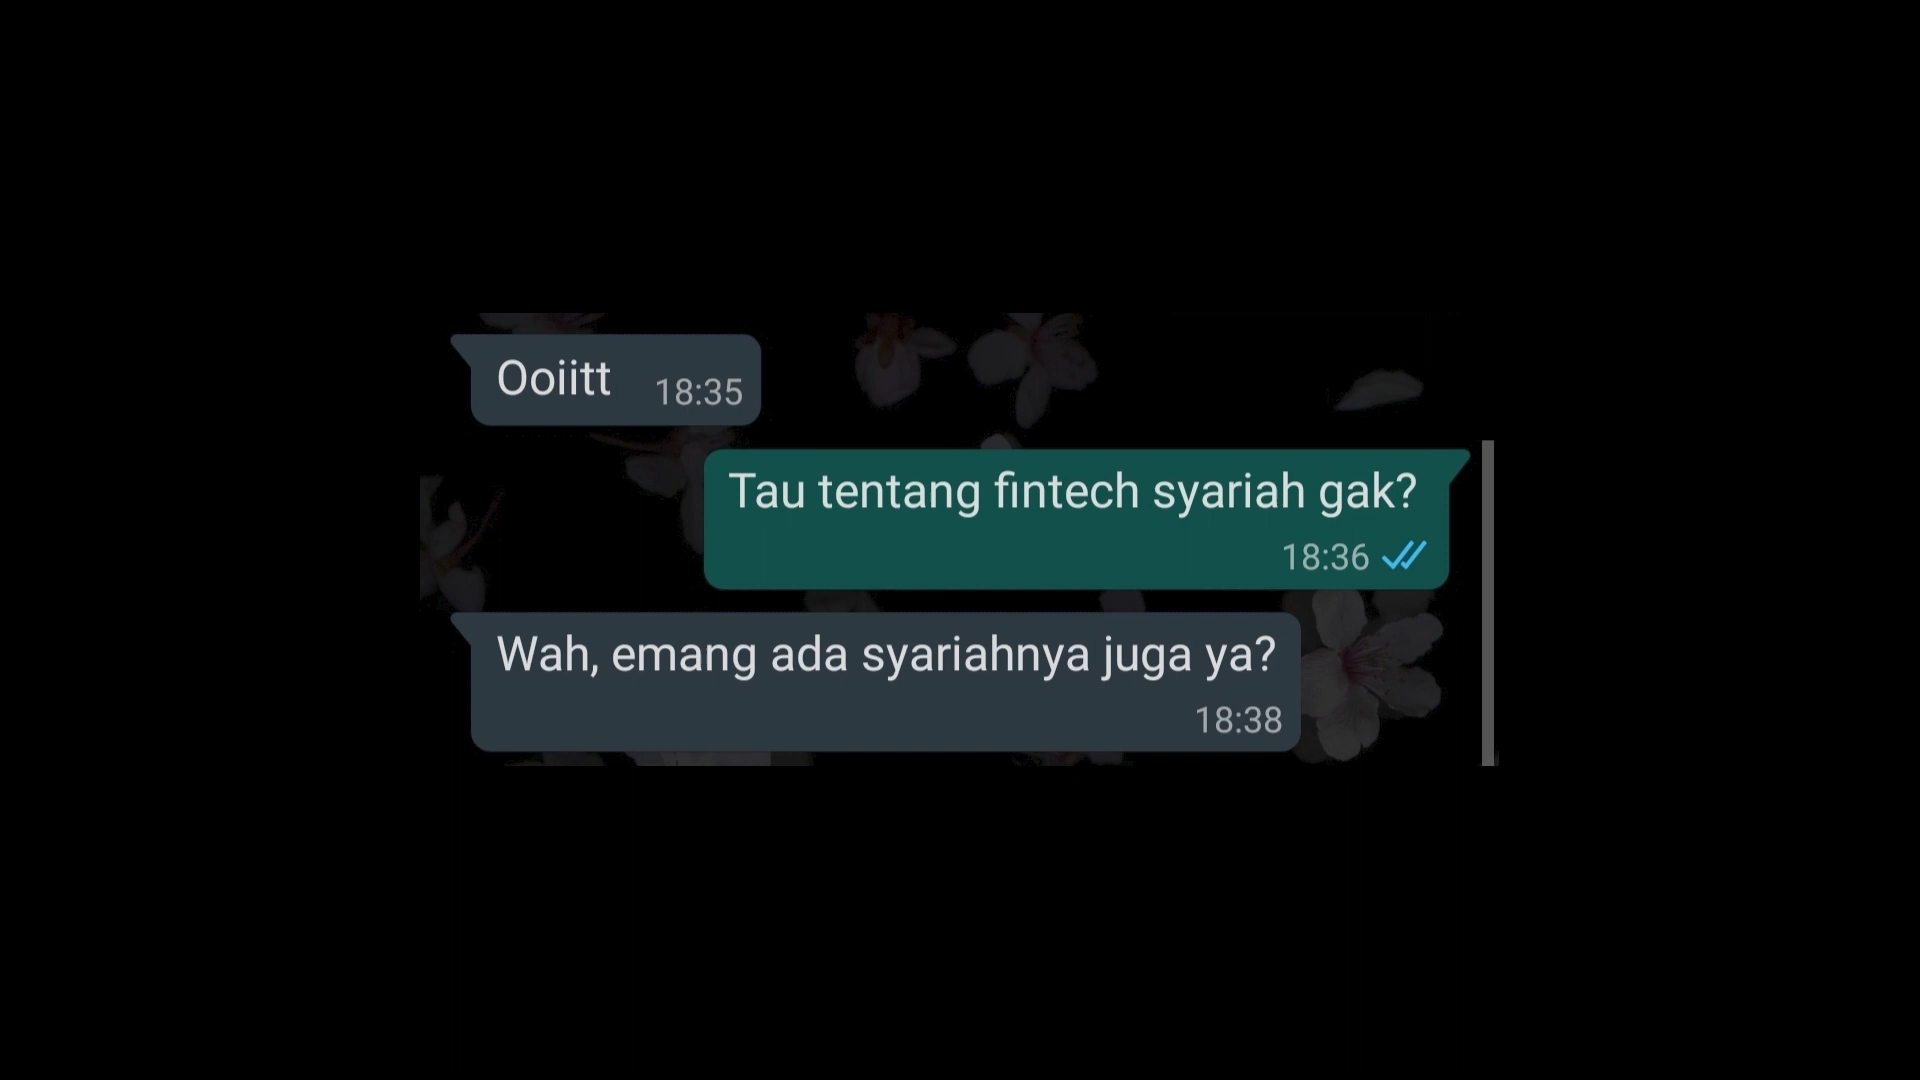 Ooiitt
18:35
Tau tentang fintech syariah gak?
18:36
Wah, emang ada syariahnya juga ya?
18:38